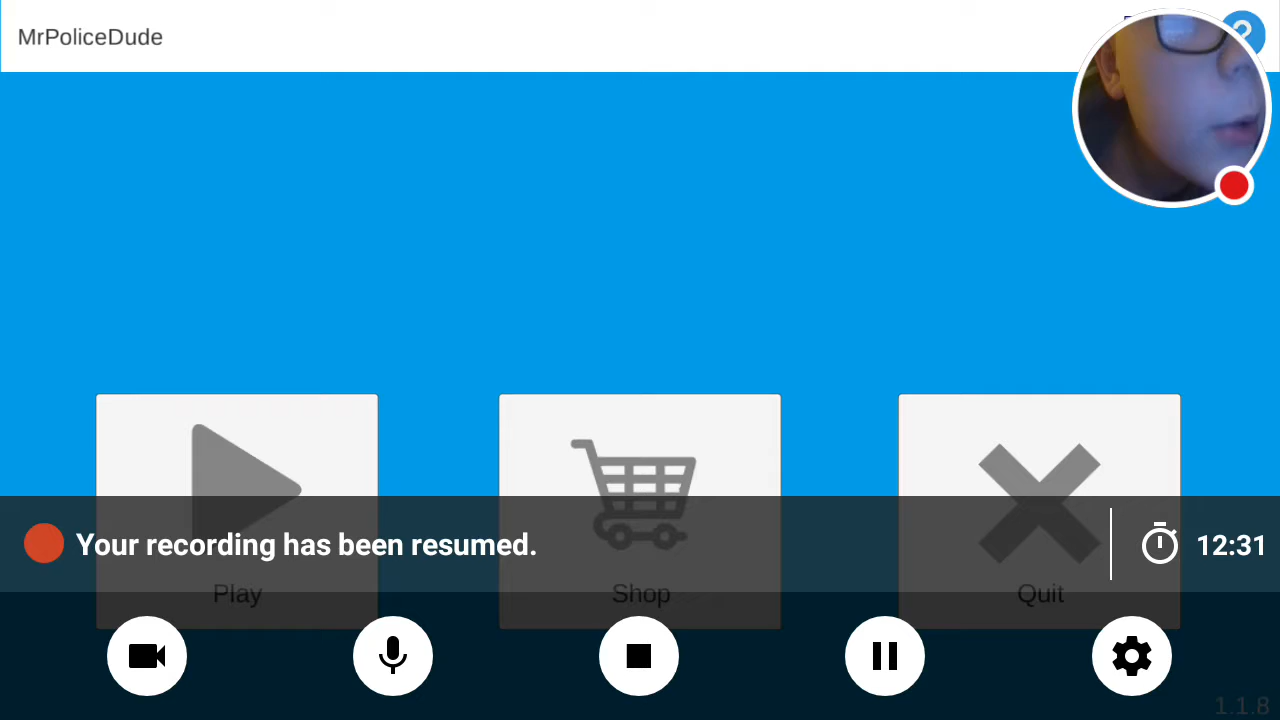 MrPoliceDude
?
Your recording has been resumed.
12:31
Play
Shop
Quit
1.1.8